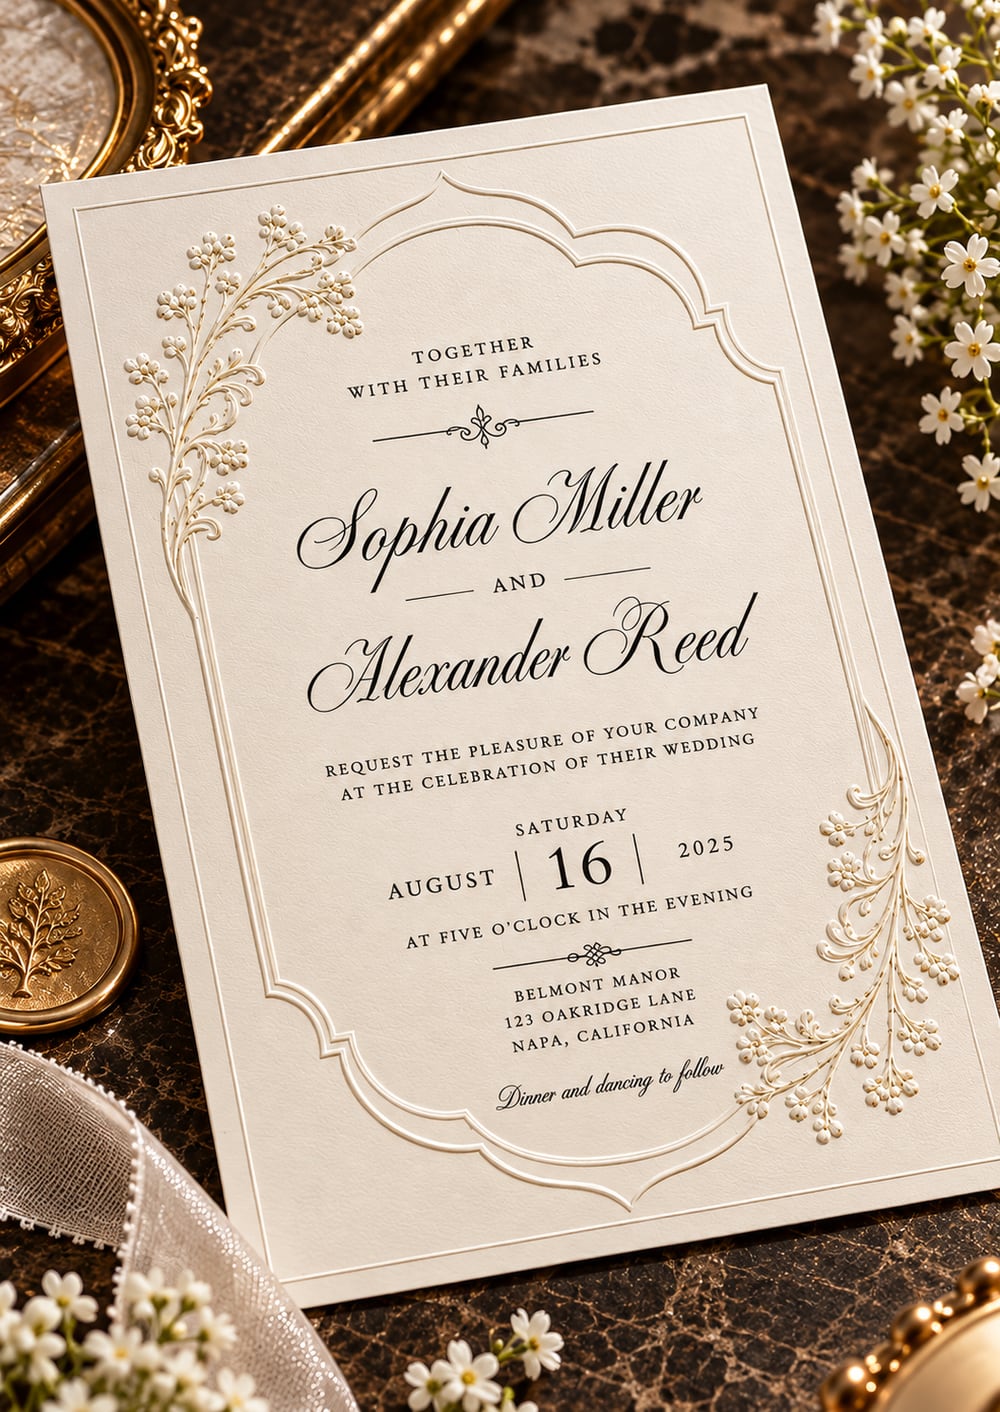 TOGETHER
WITH THEIR FAMILIES
Sophia Miller
AND
Alexander Reed
REQUEST THE PLEASURE OF YOUR COMPANY
AT THE CELEBRATION OF THEIR WEDDING
SATURDAY
AUGUST 16 2025
AT FIVE O'CLOCK IN THE EVENING
BELMONT MANOR
123 OAKRIDGE LANE
NAPA, CALIFORNIA
Dinner and dancing to follow